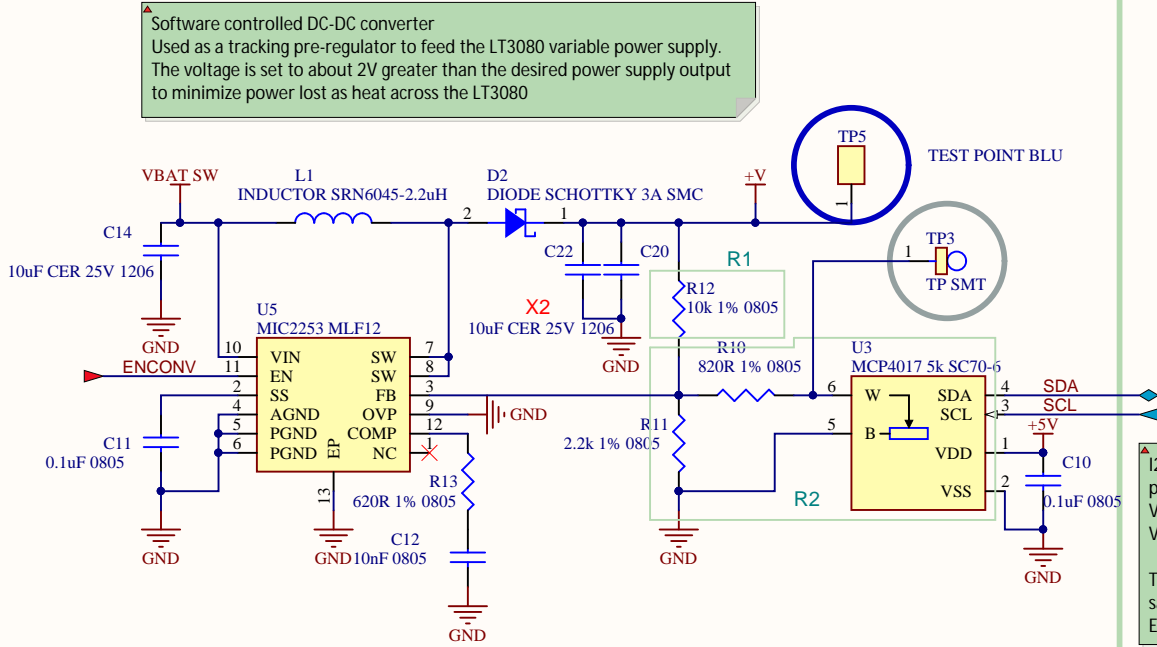 Software controlled DC-DC converter
Used as a tracking pre-regulator to feed the LT3080 variable power supply.
The voltage is set to about 2V greater than the desired power supply output
to minimize power lost as heat across the LT3080
TP5
TEST POINT BLU
1
VBAT SW
L1
INDUCTOR SRN6045-2.2uH
D2
DIODE SCHOTTKY 3A SMC
2
1
+V
C14
10uF CER 25V 1206
GND
C22
C20
X2
10uF CER 25V 1206
GND
R1
R12
10k 1% 0805
1
TP3
TP SMT
U5
MIC2253 MLF12
ENCONV
10 VIN SW 7
11 EN SW 8
2 SS FB 3
4 AGND OVP 9
5 PGND COMP 12
6 PGND NC 1
EP
13
GND
GND
C11
0.1uF 0805
GND
R13
620R 1% 0805
C12
10nF 0805
GND
R10
820R 1% 0805
R11
2.2k 1% 0805
R2
GND
U3
MCP4017 5k SC70-6
6 W SDA 4 SDA
SCL 3 SCL
5 B
VDD 1
VSS 2
+5V
C10
0.1uF 0805
GND